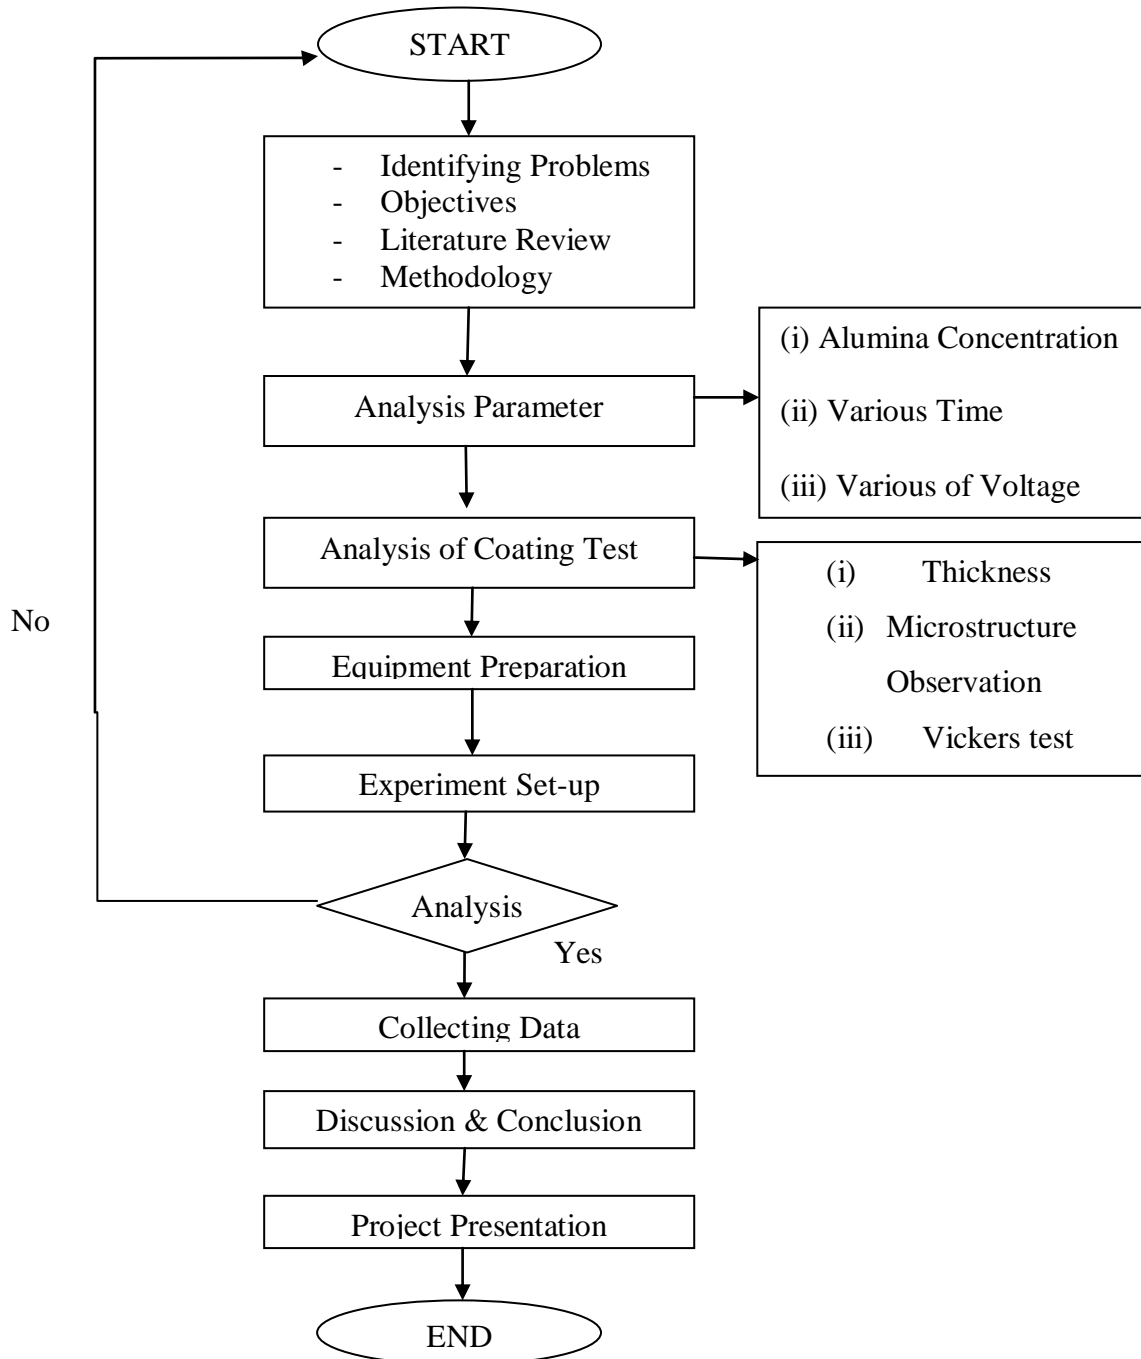 START
- Identifying Problems
- Objectives
- Literature Review
- Methodology
Analysis Parameter
(i) Alumina Concentration
(ii) Various Time
(iii) Various of Voltage
Analysis of Coating Test
(i) Thickness
(ii) Microstructure
Observation
(iii) Vickers test
Equipment Preparation
Experiment Set-up
Analysis
No
Yes
Collecting Data
Discussion & Conclusion
Project Presentation
END